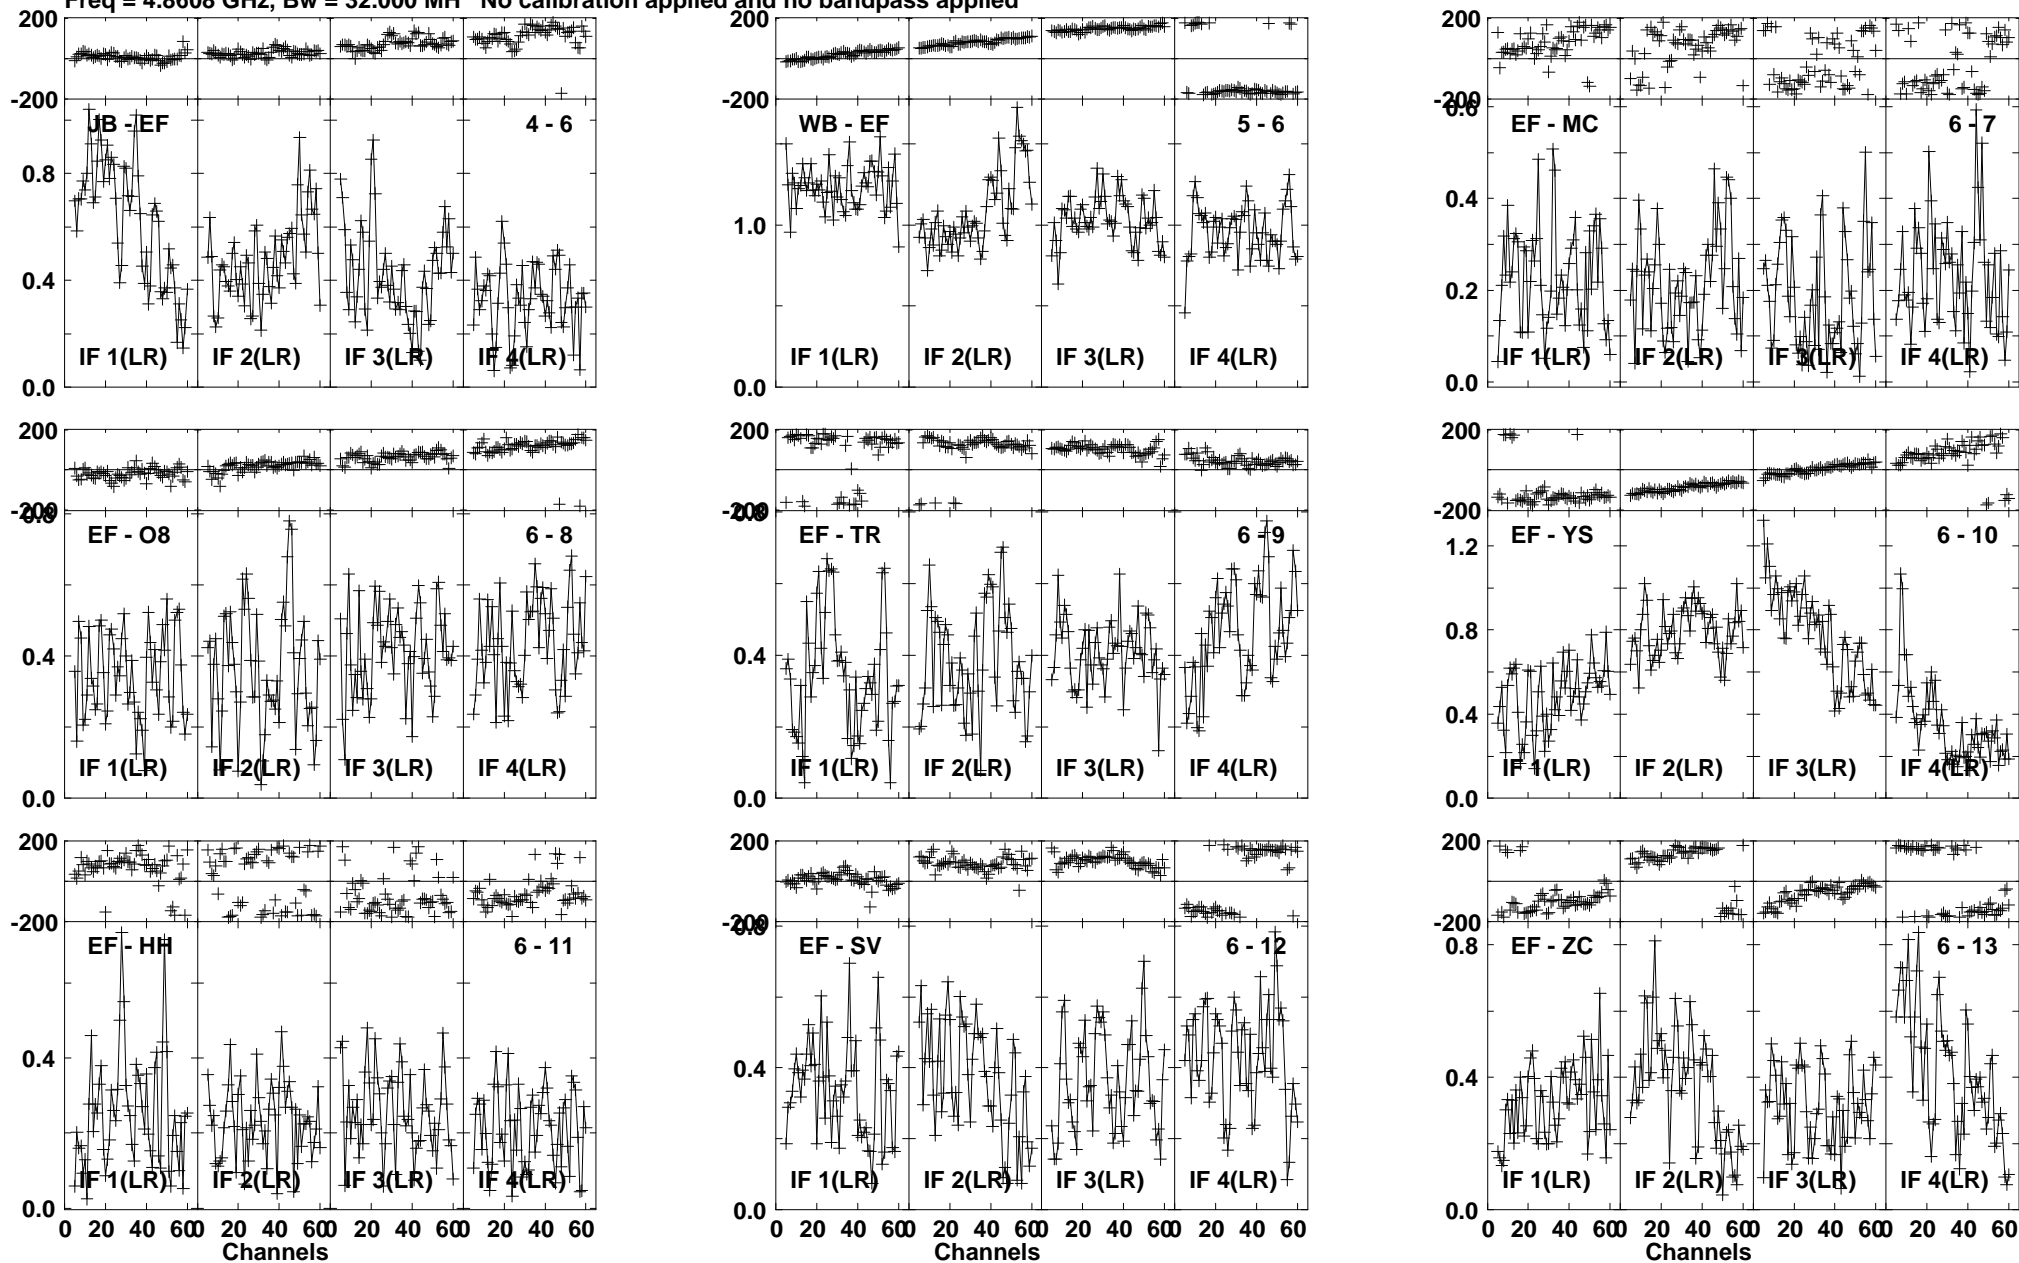 Freq = 4.8608 GHz, Bw = 32.000 MH No calibration applied and no bandpass applied
200 200 200
-200 -200 -200
JB - EF 4 - 6 WB - EF 5 - 6 EF - MC 6 - 7
0.6
0.8 1.0 0.4
0.4 0.2
IF 1(LR) IF 2(LR) IF 3(LR) IF 4(LR) IF 1(LR) IF 2(LR) IF 3(LR) IF 4(LR) IF 1(LR) IF 2(LR) IF 3(LR) IF 4(LR)
0.0 0.0 0.0
200 200 200
-200 -200 -200
0.8 0.8
EF - O8 6 - 8 EF - TR 6 - 9 EF - YS 6 - 10
1.2
0.8
0.4 0.4 0.4
IF 1(LR) IF 2(LR) IF 3(LR) IF 4(LR) IF 1(LR) IF 2(LR) IF 3(LR) IF 4(LR) IF 1(LR) IF 2(LR) IF 3(LR) IF 4(LR)
0.0 0.0 0.0
200 200 200
-200 -200 -200
0.8
EF - HH 6 - 11 EF - SV 6 - 12 EF - ZC 6 - 13
0.8
0.4 0.4 0.4
IF 1(LR) IF 2(LR) IF 3(LR) IF 4(LR) IF 1(LR) IF 2(LR) IF 3(LR) IF 4(LR) IF 1(LR) IF 2(LR) IF 3(LR) IF 4(LR)
0.0 0.0 0.0
0 20 40 60 0 20 40 60 0 20 40 60 0 20 40 60 0 20 40 60 0 20 40 60 0 20 40 60 0 20 40 60 0 20 40 60 0 20 40 60 0 20 40 60 0 20 40 60
Channels Channels Channels